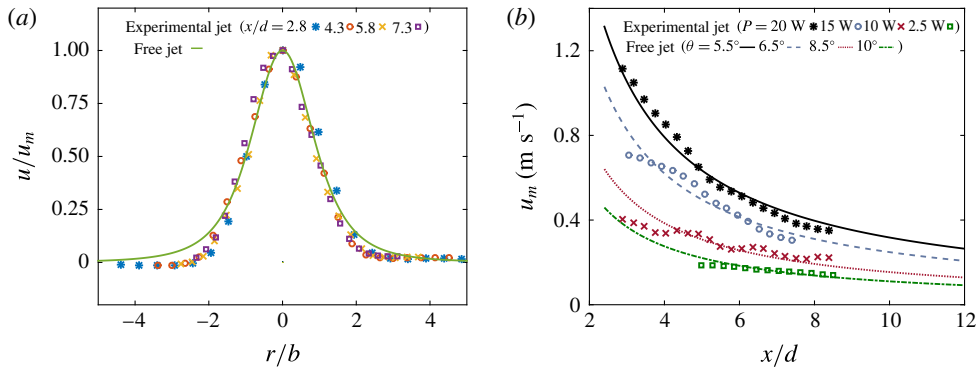 (a)
Experimental jet (x/d = 2.8 4.3 5.8 7.3 )
Free jet
1.00
0.75
0.50
0.25
0
u/u_m
−4 −2 0 2 4
r/b
(b)
Experimental jet (P = 20 W 15 W 10 W 2.5 W )
Free jet (θ = 5.5° 6.5° 8.5° 10° )
1.2
0.8
0.4
0
u_m (m s⁻¹)
2 4 6 8 10 12
x/d